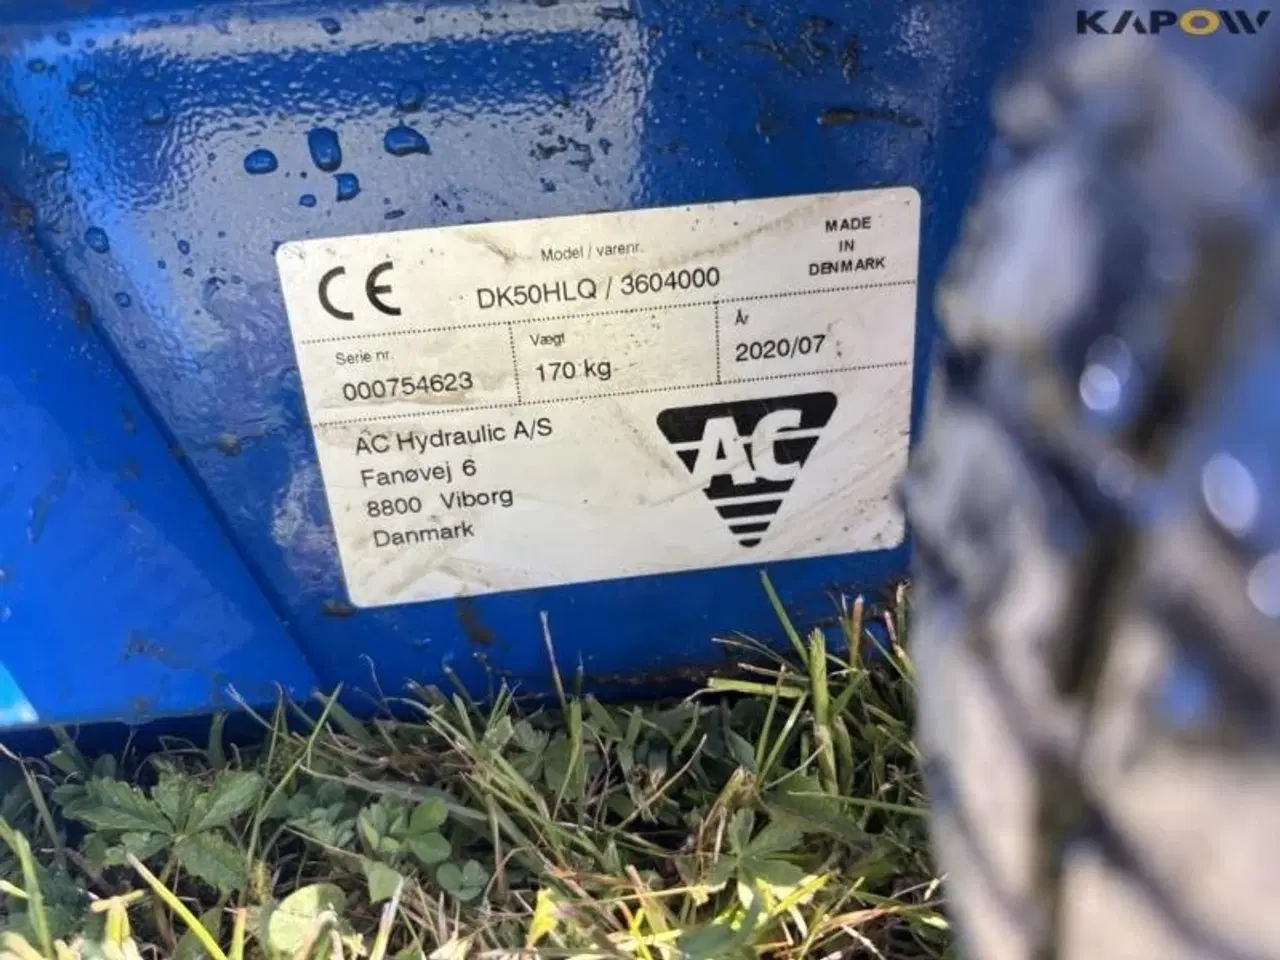 KAPOW
CE
Model / varenr.
DK50HLQ / 3604000
MADE
IN
DENMARK
Serie nr.
000754623
Vægt
170 kg
År
2020/07
AC Hydraulic A/S
Fanøvej 6
8800 Viborg
Danmark
AC